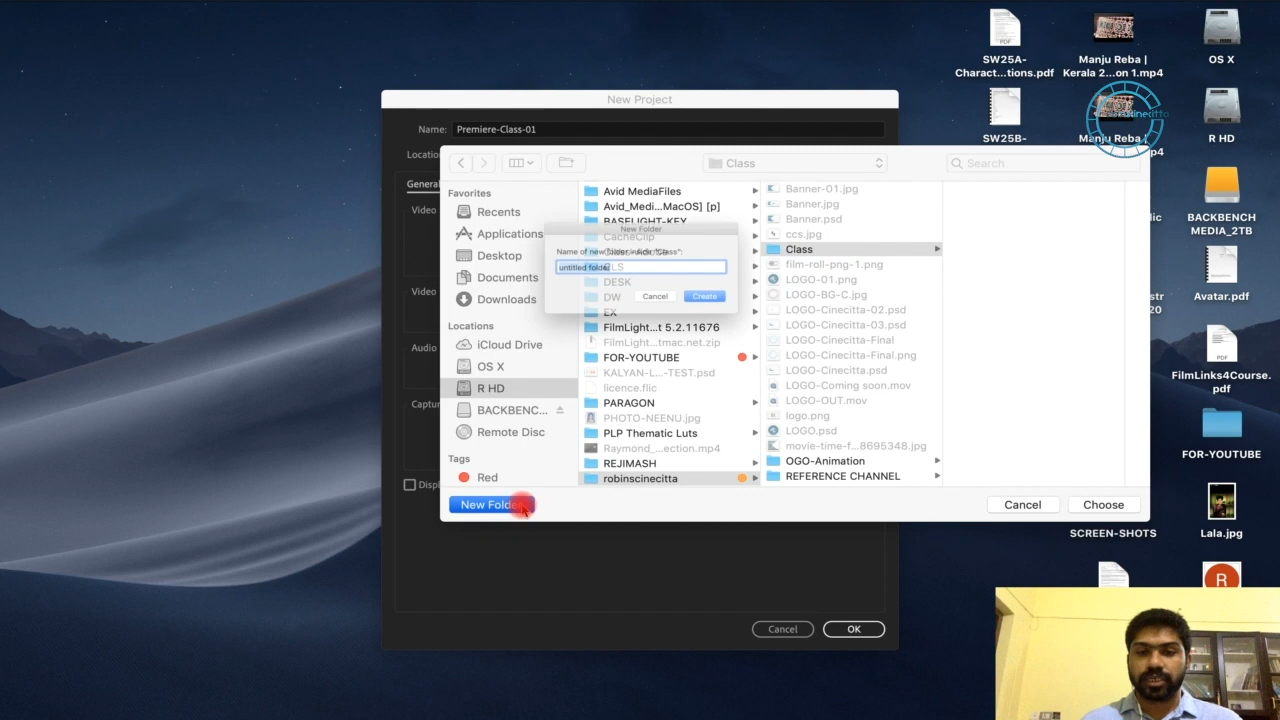 SW25A-
Charact...tions.pdf
Manju Reba |
Kerala 2...on 1.mp4
OS X
SW25B-
Manju Reba |
R HD
BACKBENCH
MEDIA_2TB
Avatar.pdf
FilmLinks4Course.
pdf
FOR-YOUTUBE
SCREEN-SHOTS
Lala.jpg
R
New Project
Name: Premiere-Class-01
General
Video
Video
Audio
Class
Search
Favorites
Recents
Applications
Desktop
Documents
Downloads
Locations
iCloud Drive
OS X
R HD
BACKBENC...
Remote Disc
Tags
Red
Avid MediaFiles
Avid_Medi...MacOS] [p]
BASELIGHT-KEY
CacheClip
DESK
DW
EX
FilmLight...t 5.2.11676
FilmLight...tmac.net.zip
FOR-YOUTUBE
KALYAN-L...-TEST.psd
licence.flic
PARAGON
PHOTO-NEENU.jpg
PLP Thematic Luts
Raymond_...ection.mp4
REJIMASH
robinscinecitta
Banner-01.jpg
Banner.jpg
Banner.psd
ccs.jpg
Class
film-roll-png-1.png
LOGO-01.png
LOGO-BG-C.jpg
LOGO-Cinecitta-02.psd
LOGO-Cinecitta-03.psd
LOGO-Cinecitta-Final
LOGO-Cinecitta-Final.png
LOGO-Cinecitta.psd
LOGO-Coming soon.mov
LOGO-OUT.mov
logo.png
LOGO.psd
movie-time-f...8695348.jpg
OGO-Animation
REFERENCE CHANNEL
New Folder
Name of new folder inside "Class":
untitled folder
Cancel
Create
New Folder
Cancel
Choose
Cancel
OK